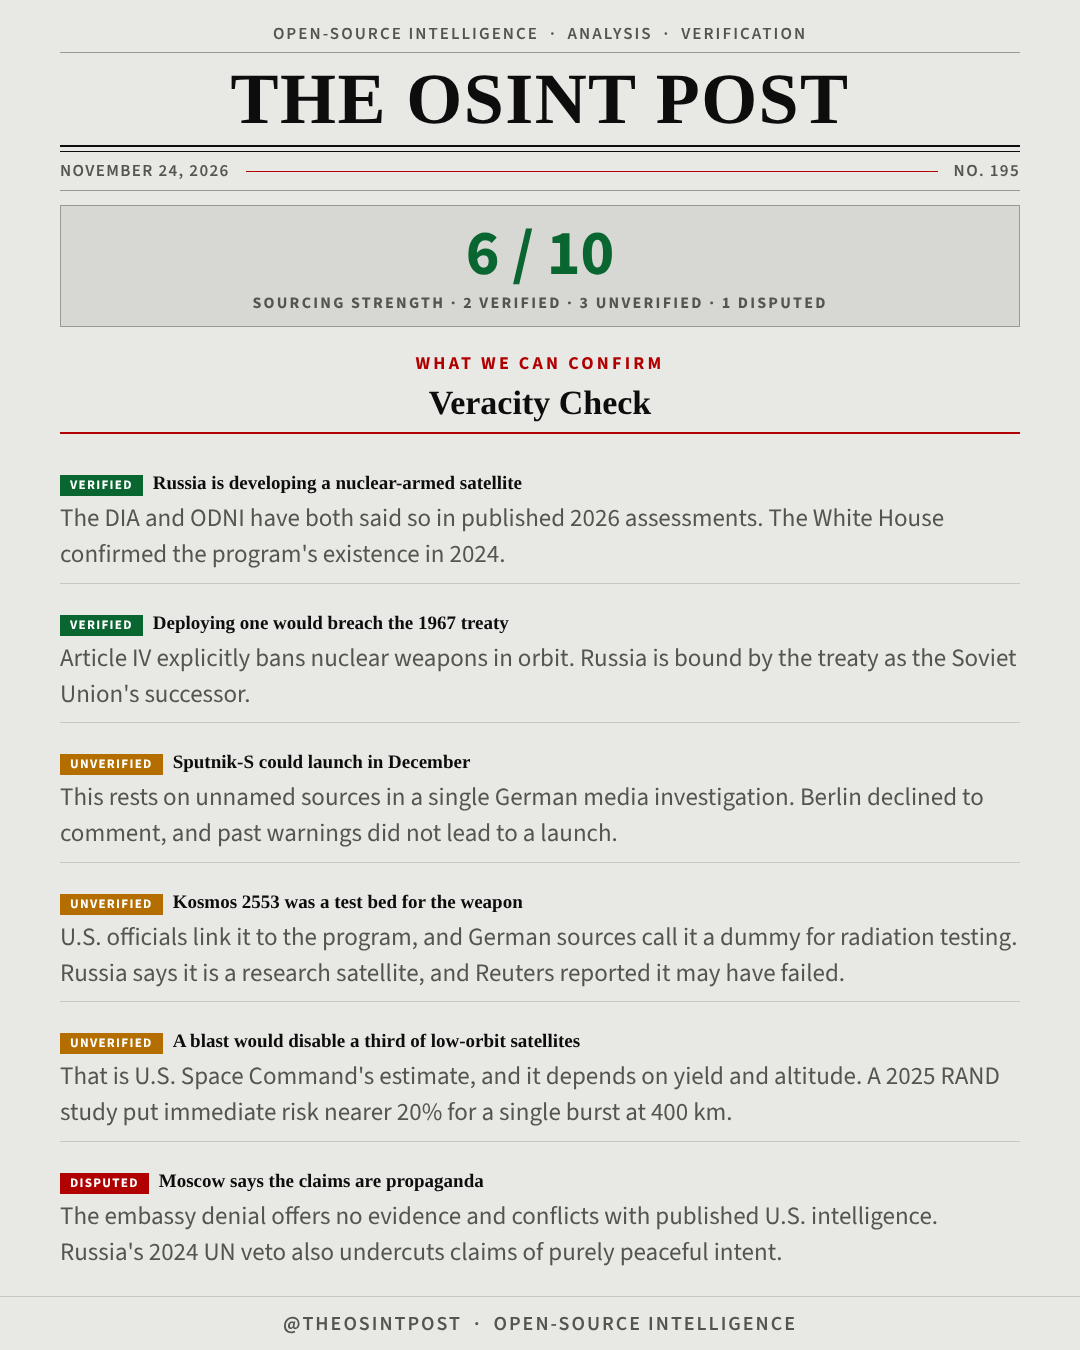 OPEN-SOURCE INTELLIGENCE · ANALYSIS · VERIFICATION
THE OSINT POST
NOVEMBER 24, 2026 NO. 195
6 / 10
SOURCING STRENGTH · 2 VERIFIED · 3 UNVERIFIED · 1 DISPUTED
WHAT WE CAN CONFIRM
Veracity Check
VERIFIED Russia is developing a nuclear-armed satellite
The DIA and ODNI have both said so in published 2026 assessments. The White House
confirmed the program's existence in 2024.
VERIFIED Deploying one would breach the 1967 treaty
Article IV explicitly bans nuclear weapons in orbit. Russia is bound by the treaty as the Soviet
Union's successor.
UNVERIFIED Sputnik-S could launch in December
This rests on unnamed sources in a single German media investigation. Berlin declined to
comment, and past warnings did not lead to a launch.
UNVERIFIED Kosmos 2553 was a test bed for the weapon
U.S. officials link it to the program, and German sources call it a dummy for radiation testing.
Russia says it is a research satellite, and Reuters reported it may have failed.
UNVERIFIED A blast would disable a third of low-orbit satellites
That is U.S. Space Command's estimate, and it depends on yield and altitude. A 2025 RAND
study put immediate risk nearer 20% for a single burst at 400 km.
DISPUTED Moscow says the claims are propaganda
The embassy denial offers no evidence and conflicts with published U.S. intelligence.
Russia's 2024 UN veto also undercuts claims of purely peaceful intent.
@THEOSINTPOST · OPEN-SOURCE INTELLIGENCE